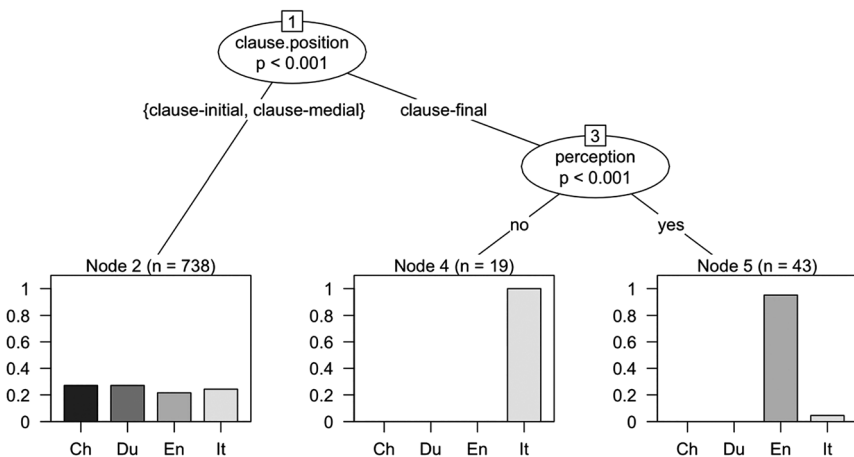 1
clause.position
p < 0.001
{clause-initial, clause-medial}
clause-final
3
perception
p < 0.001
no
yes
Node 2 (n = 738)
1
0.8
0.6
0.4
0.2
0
Ch Du En It
Node 4 (n = 19)
1
0.8
0.6
0.4
0.2
0
Ch Du En It
Node 5 (n = 43)
1
0.8
0.6
0.4
0.2
0
Ch Du En It